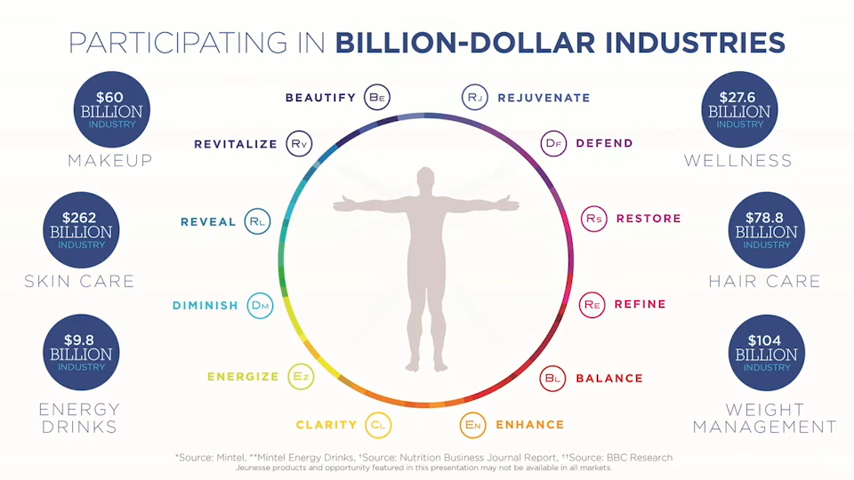 PARTICIPATING IN BILLION-DOLLAR INDUSTRIES
$60
BILLION
INDUSTRY
MAKEUP
$262
BILLION
INDUSTRY
SKIN CARE
$9.8
BILLION
INDUSTRY
ENERGY
DRINKS
BEAUTIFY BE
REVITALIZE RV
REVEAL RL
DIMINISH DM
ENERGIZE EZ
CLARITY CL
RJ REJUVENATE
DF DEFEND
RS RESTORE
RE REFINE
BL BALANCE
EN ENHANCE
$27.6
BILLION
INDUSTRY
WELLNESS
$78.8
BILLION
INDUSTRY
HAIR CARE
$104
BILLION
INDUSTRY
WEIGHT
MANAGEMENT
*Source: Mintel, **Mintel Energy Drinks, †Source: Nutrition Business Journal Report, ††Source: BBC Research
Jeunesse products and opportunity featured in this presentation may not be available in all markets.